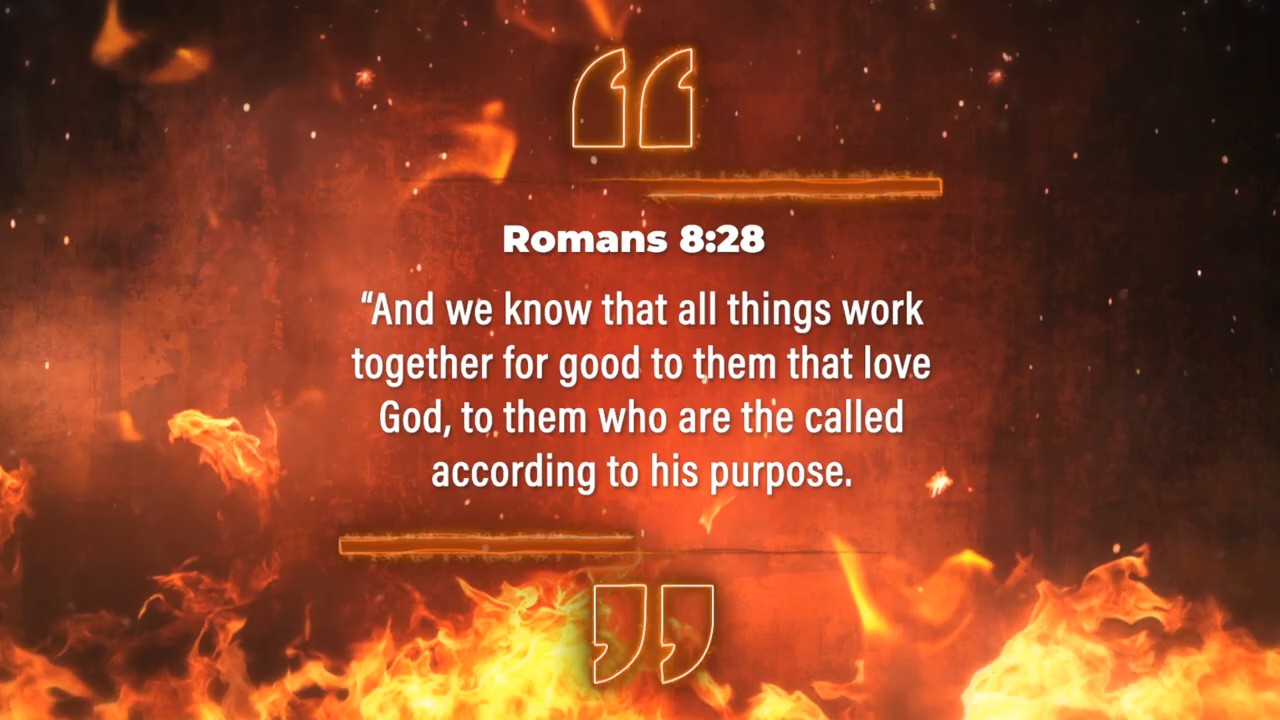 Romans 8:28
“And we know that all things work
together for good to them that love
God, to them who are the called
according to his purpose.